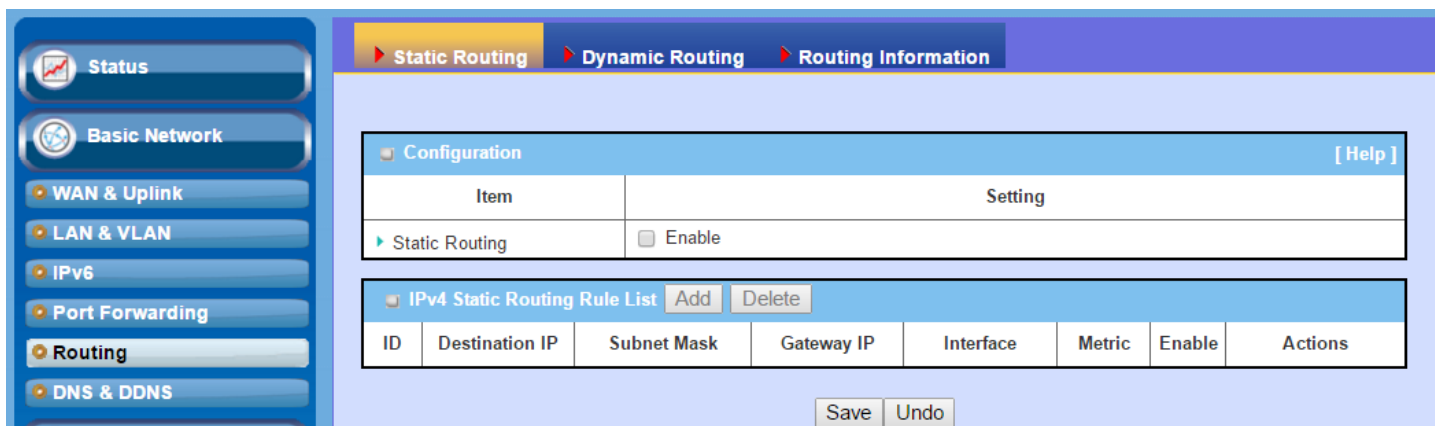 Status
Basic Network
WAN & Uplink
LAN & VLAN
IPv6
Port Forwarding
Routing
DNS & DDNS
Static Routing Dynamic Routing Routing Information
Configuration [ Help ]
Item Setting
Static Routing Enable
IPv4 Static Routing Rule List Add Delete
ID Destination IP Subnet Mask Gateway IP Interface Metric Enable Actions
Save Undo